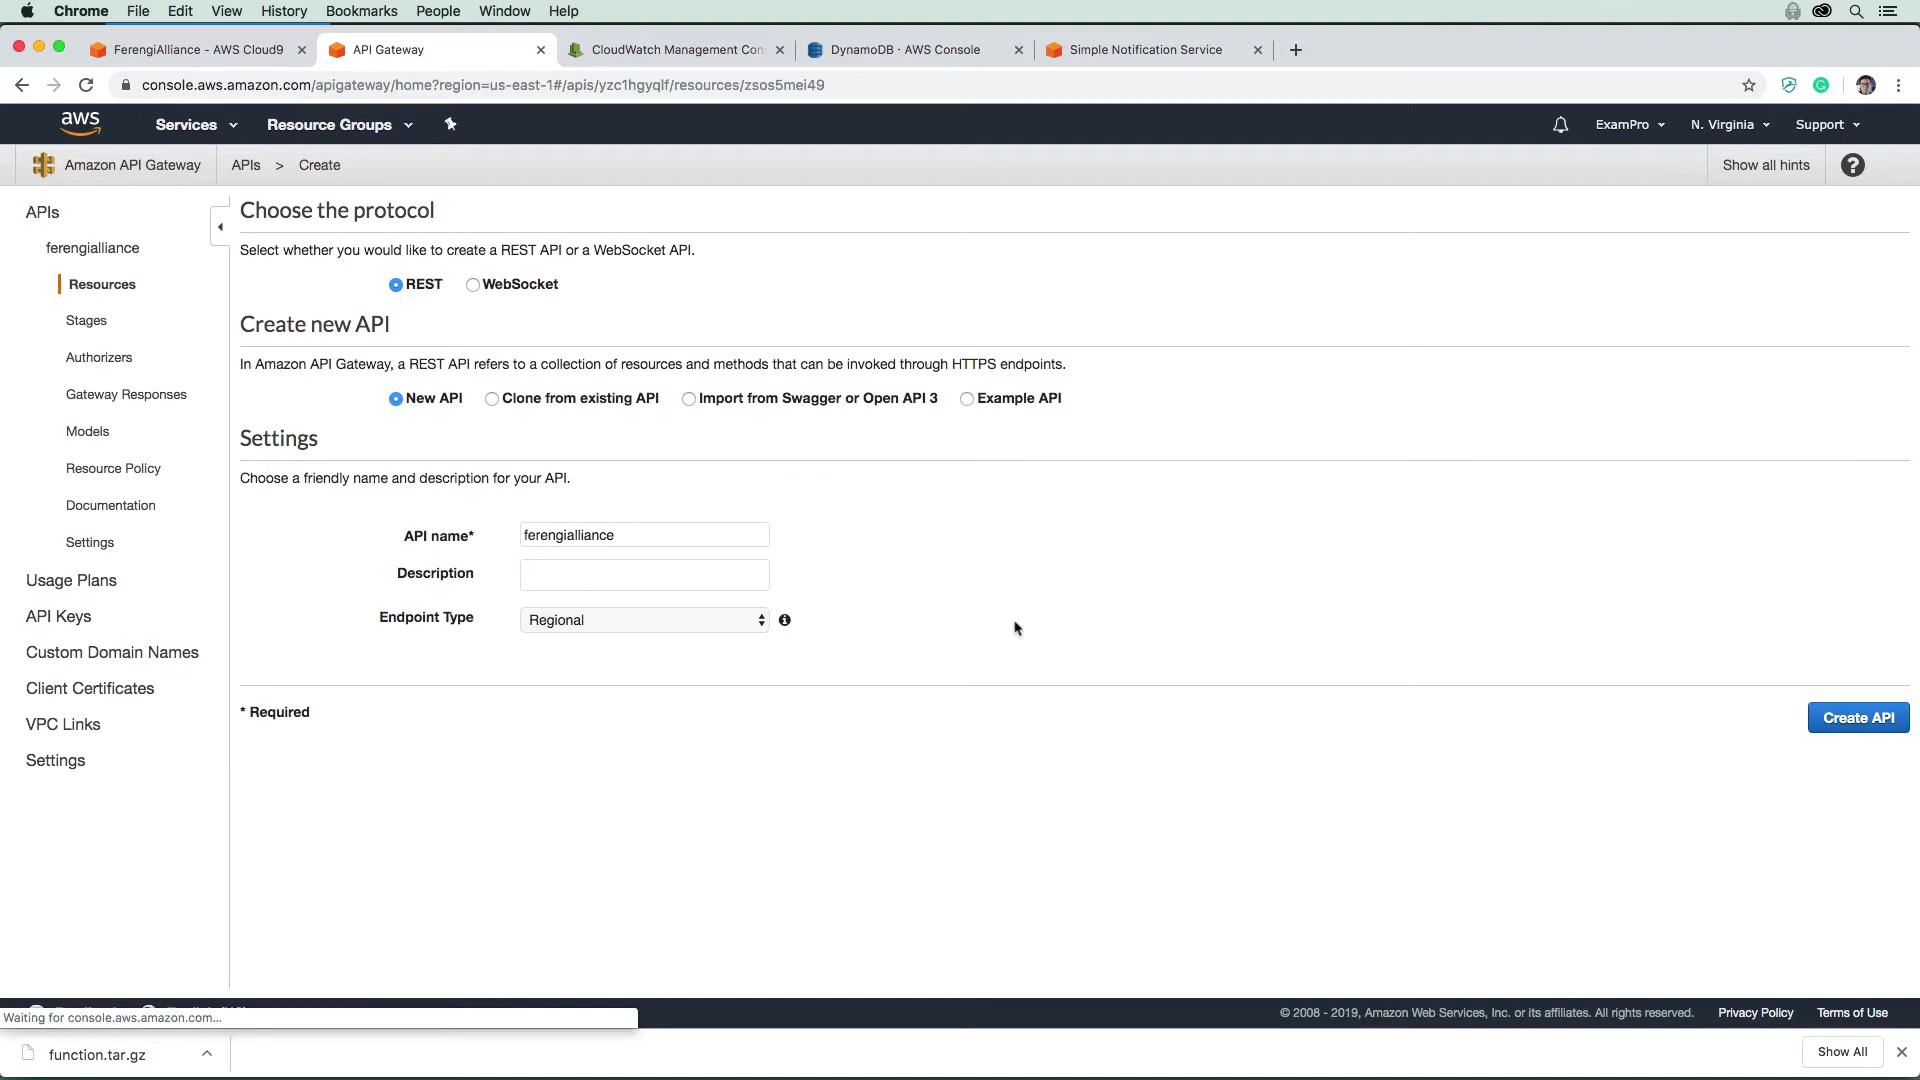 Chrome File Edit View History Bookmarks People Window Help
FerengiAlliance - AWS Cloud9
API Gateway
CloudWatch Management Con
DynamoDB · AWS Console
Simple Notification Service
console.aws.amazon.com/apigateway/home?region=us-east-1#/apis/yzc1hgyqlf/resources/zsos5mei49
aws Services Resource Groups ExamPro N. Virginia Support
Amazon API Gateway APIs > Create Show all hints ?
APIs
ferengialliance
Resources
Stages
Authorizers
Gateway Responses
Models
Resource Policy
Documentation
Settings
Usage Plans
API Keys
Custom Domain Names
Client Certificates
VPC Links
Settings
Choose the protocol
Select whether you would like to create a REST API or a WebSocket API.
REST WebSocket
Create new API
In Amazon API Gateway, a REST API refers to a collection of resources and methods that can be invoked through HTTPS endpoints.
New API Clone from existing API Import from Swagger or Open API 3 Example API
Settings
Choose a friendly name and description for your API.
API name* ferengialliance
Description
Endpoint Type Regional
* Required
Create API
Waiting for console.aws.amazon.com...
© 2008 - 2019, Amazon Web Services, Inc. or its affiliates. All rights reserved. Privacy Policy Terms of Use
function.tar.gz
Show All